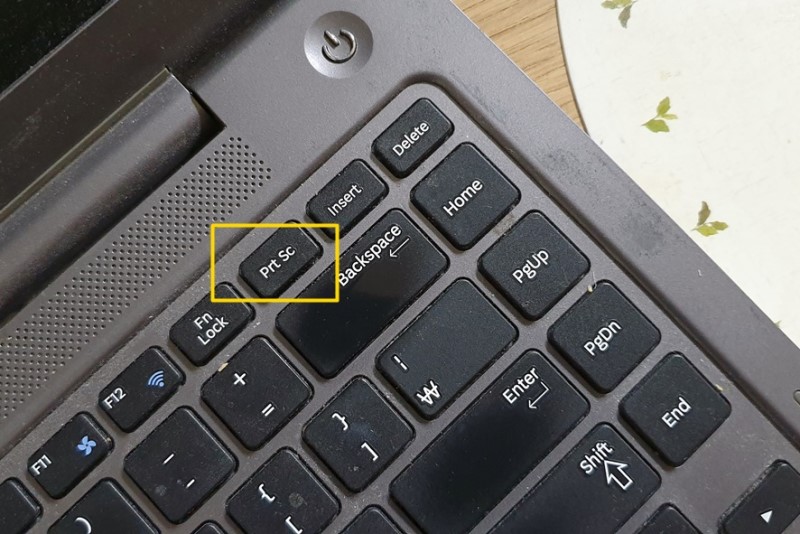 Delete
Insert
Home
Prt Sc
Backspace
PgUp
Fn
Lock
|
₩
PgDn
F12
+
=
Enter
}
]
End
F11
_
-
Shift
{
[
)